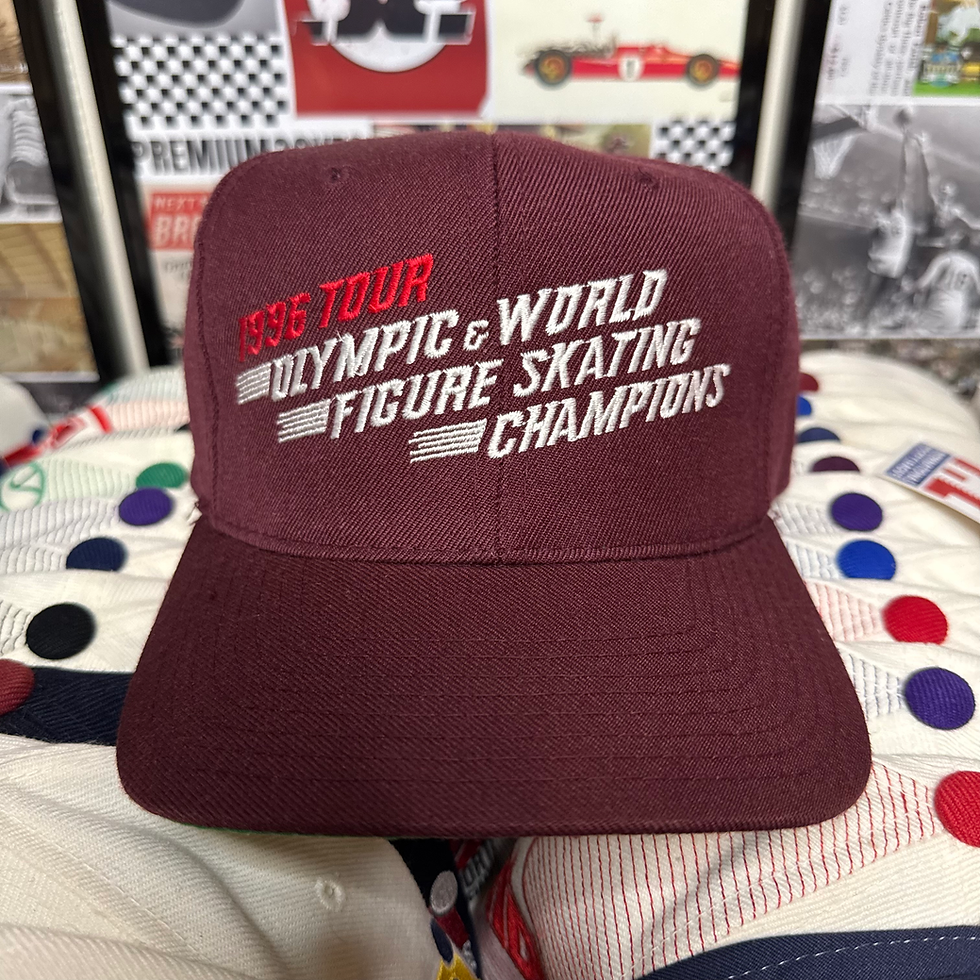 PREMIUM
1996 TOUR
OLYMPIC & WORLD
FIGURE SKATING
CHAMPIONS